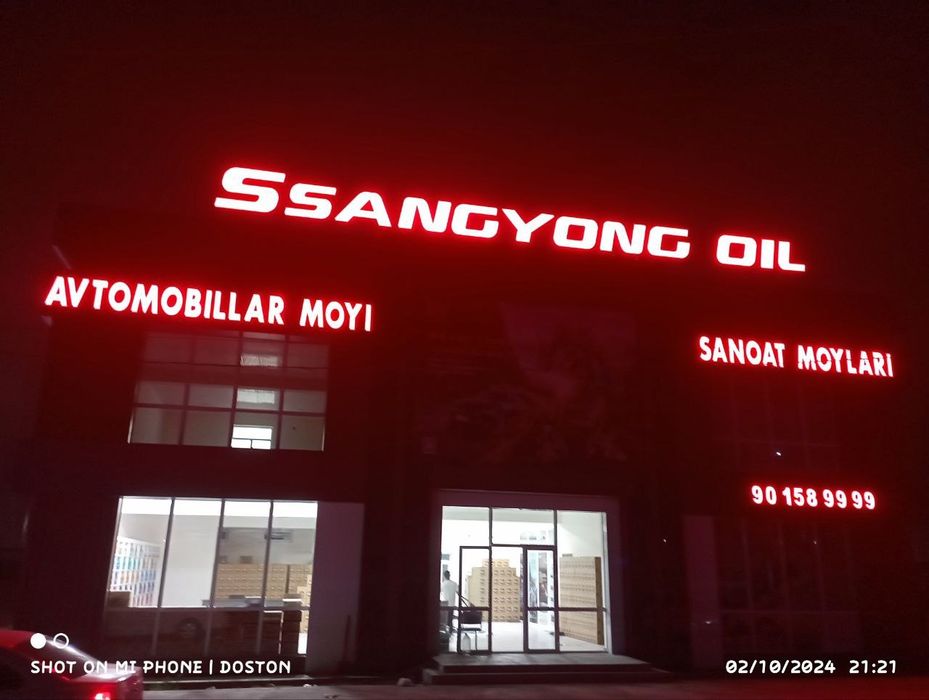 SSANGYONG OIL
AVTOMOBILLAR MOYI
SANOAT MOYLARI
90 158 99 99
SHOT ON MI PHONE | DOSTON
02/10/2024 21:21